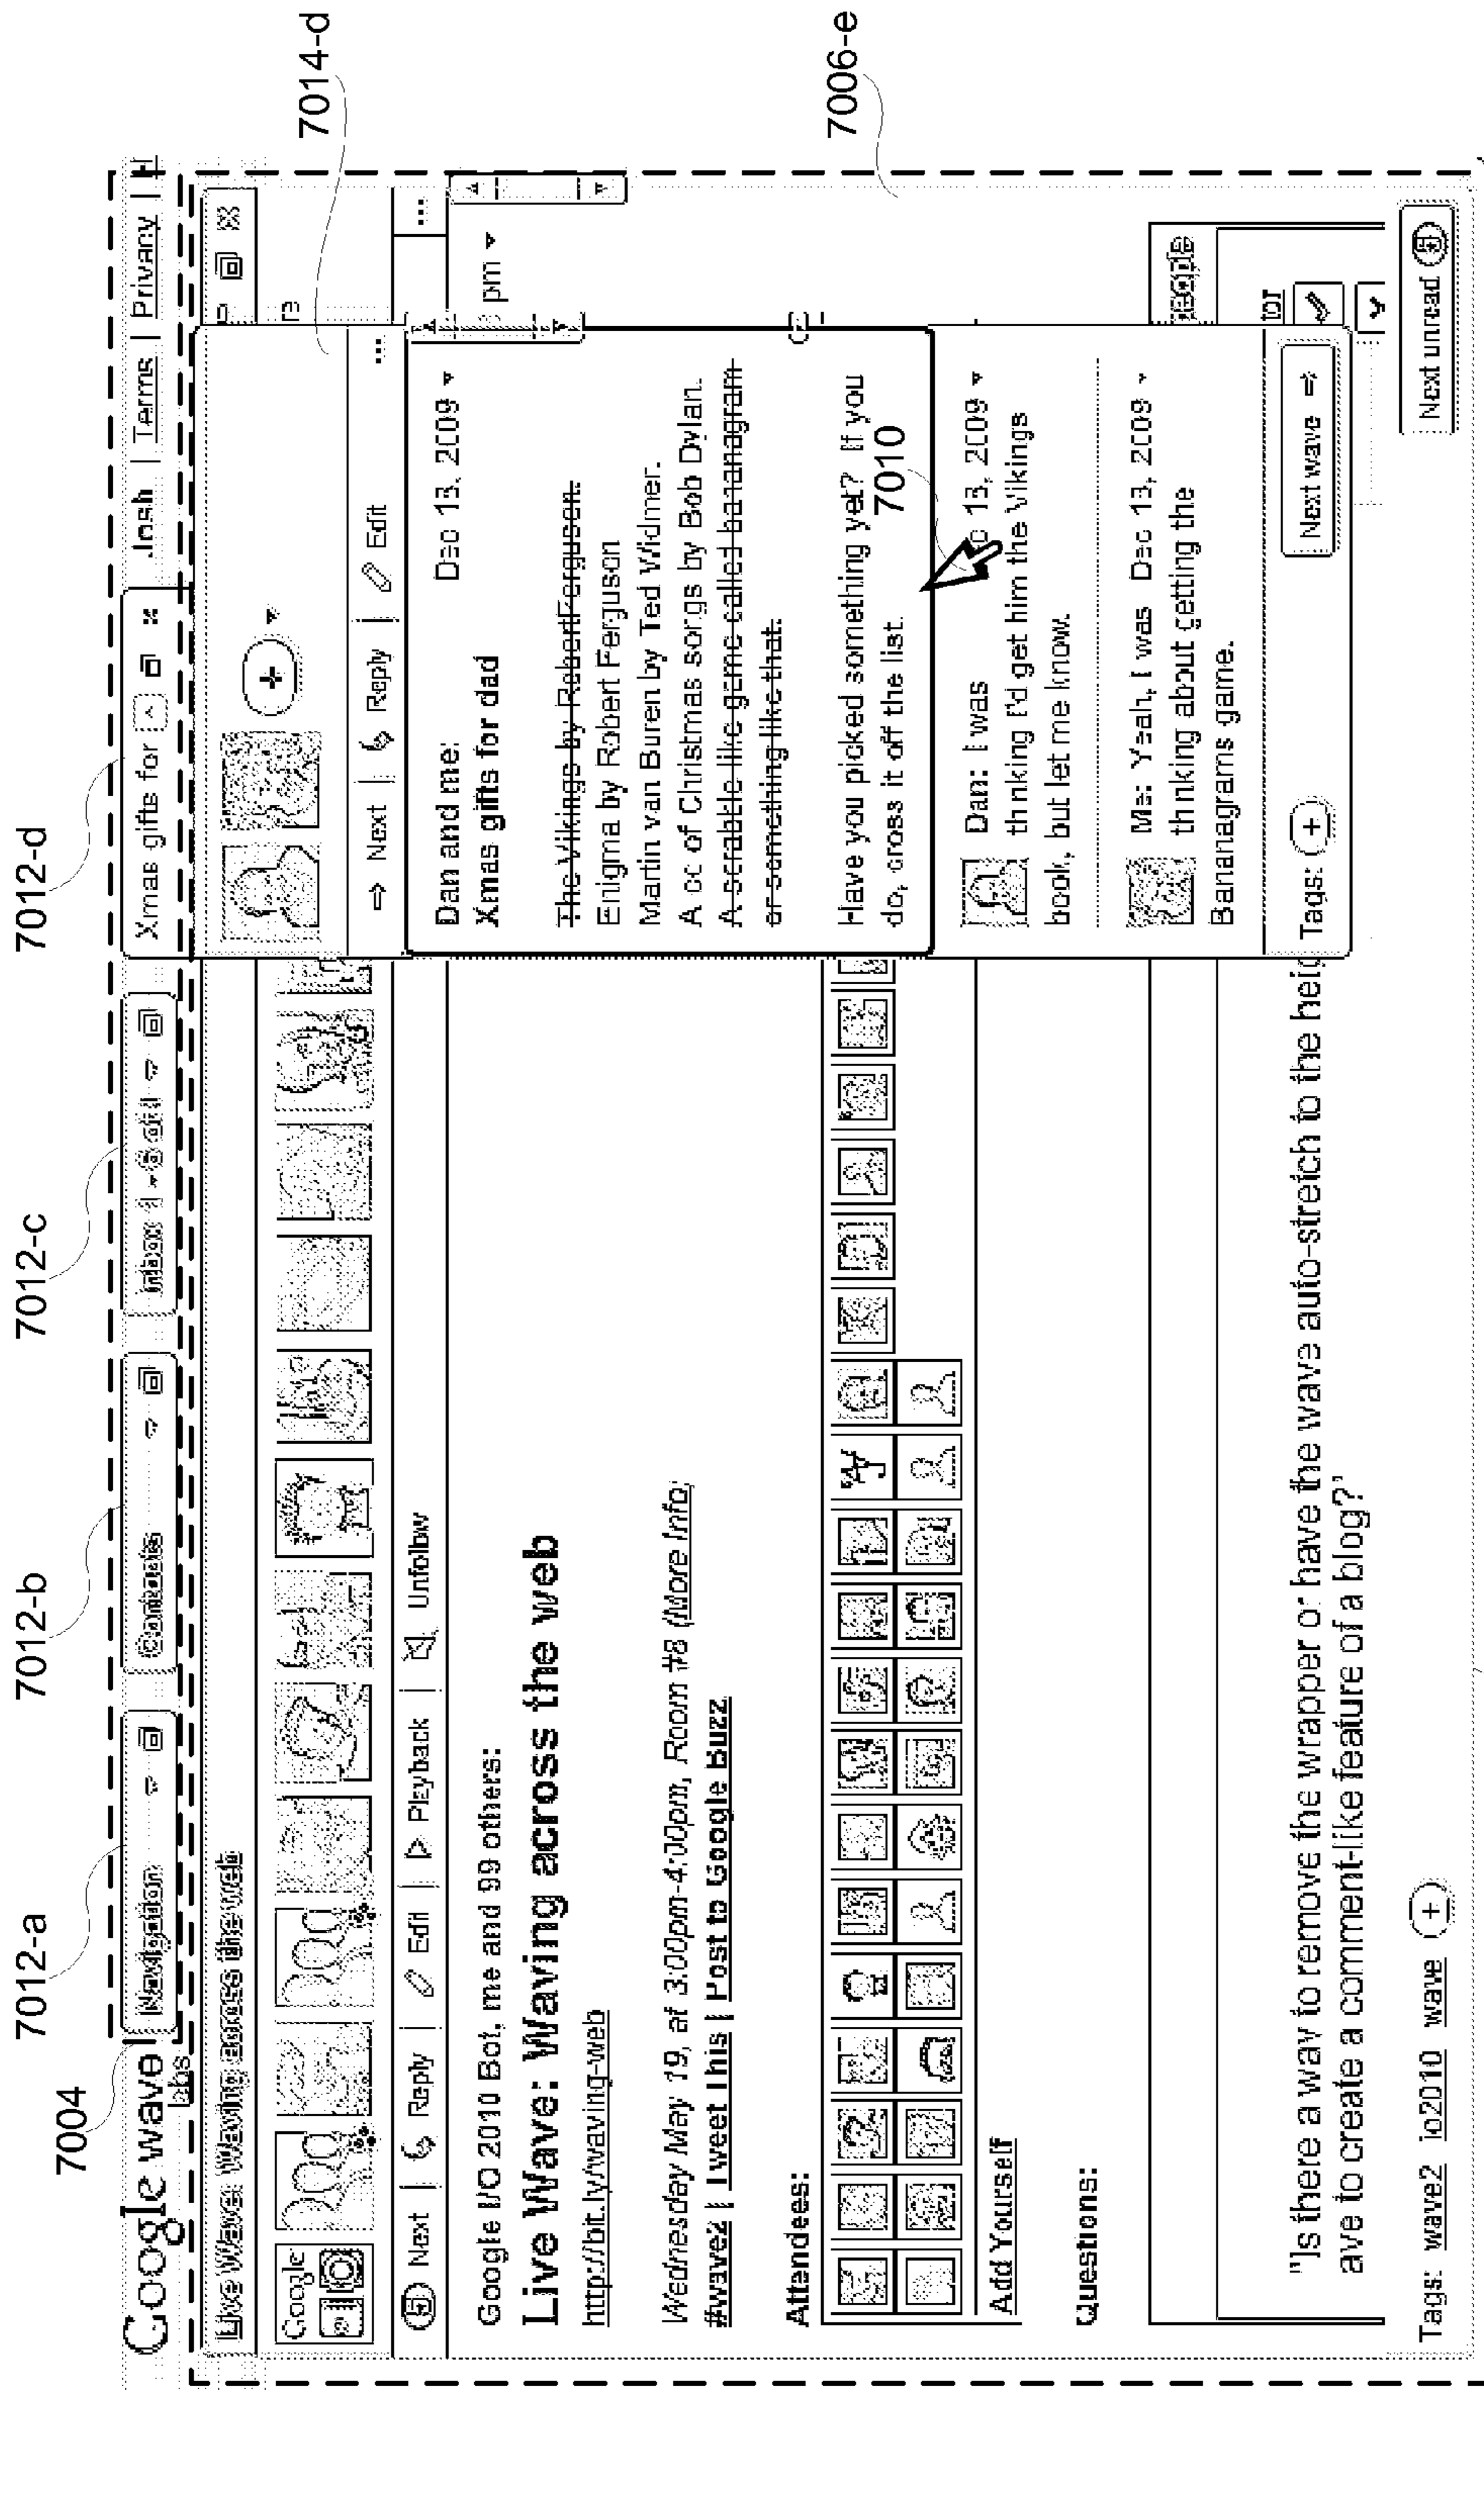 7012-a
7012-b
7012-c
7012-d
7004
Google wave
labs
Navigation
Contacts
Inbox
Xmas gifts for
Josh | Terms | Privacy |
7014-d
Live Wave: Waving across the web
Google
Next | Reply | Edit | Playback | Unfollow
...
Google I/O 2010 Bot, me and 99 others:
pm
Live Wave: Waving across the web
http://bit.ly/waving-web
Wednesday May 19, at 3:00pm-4:00pm, Room #8 (More Info)
#wave2 | Tweet This | Post to Google Buzz
Attendees:
Add Yourself
Questions:
"Is there a way to remove the wrapper or have the wave auto-stretch to the heig
ave to create a comment-like feature of a blog?"
Tags: wave2 io2010 wave
Next unread
7006-e
Next | Reply | Edit
...
Dan and me:
Dec 13, 2009
Xmas gifts for dad
The Vikings by Robert Ferguson.
Enigma by Robert Ferguson
Martin van Buren by Ted Widmer.
A cc of Christmas songs by Bob Dylan.
A scrabble like game called bananagram
or something like that.
Have you picked something yet? If you
do, cross it off the list.
7010
Dan: I was
13, 2009
thinking I'd get him the Vikings
book, but let me know.
Me: Yeah, I was Dec 13, 2009
thinking about getting the
Bananagrams game.
Tags:
Next wave